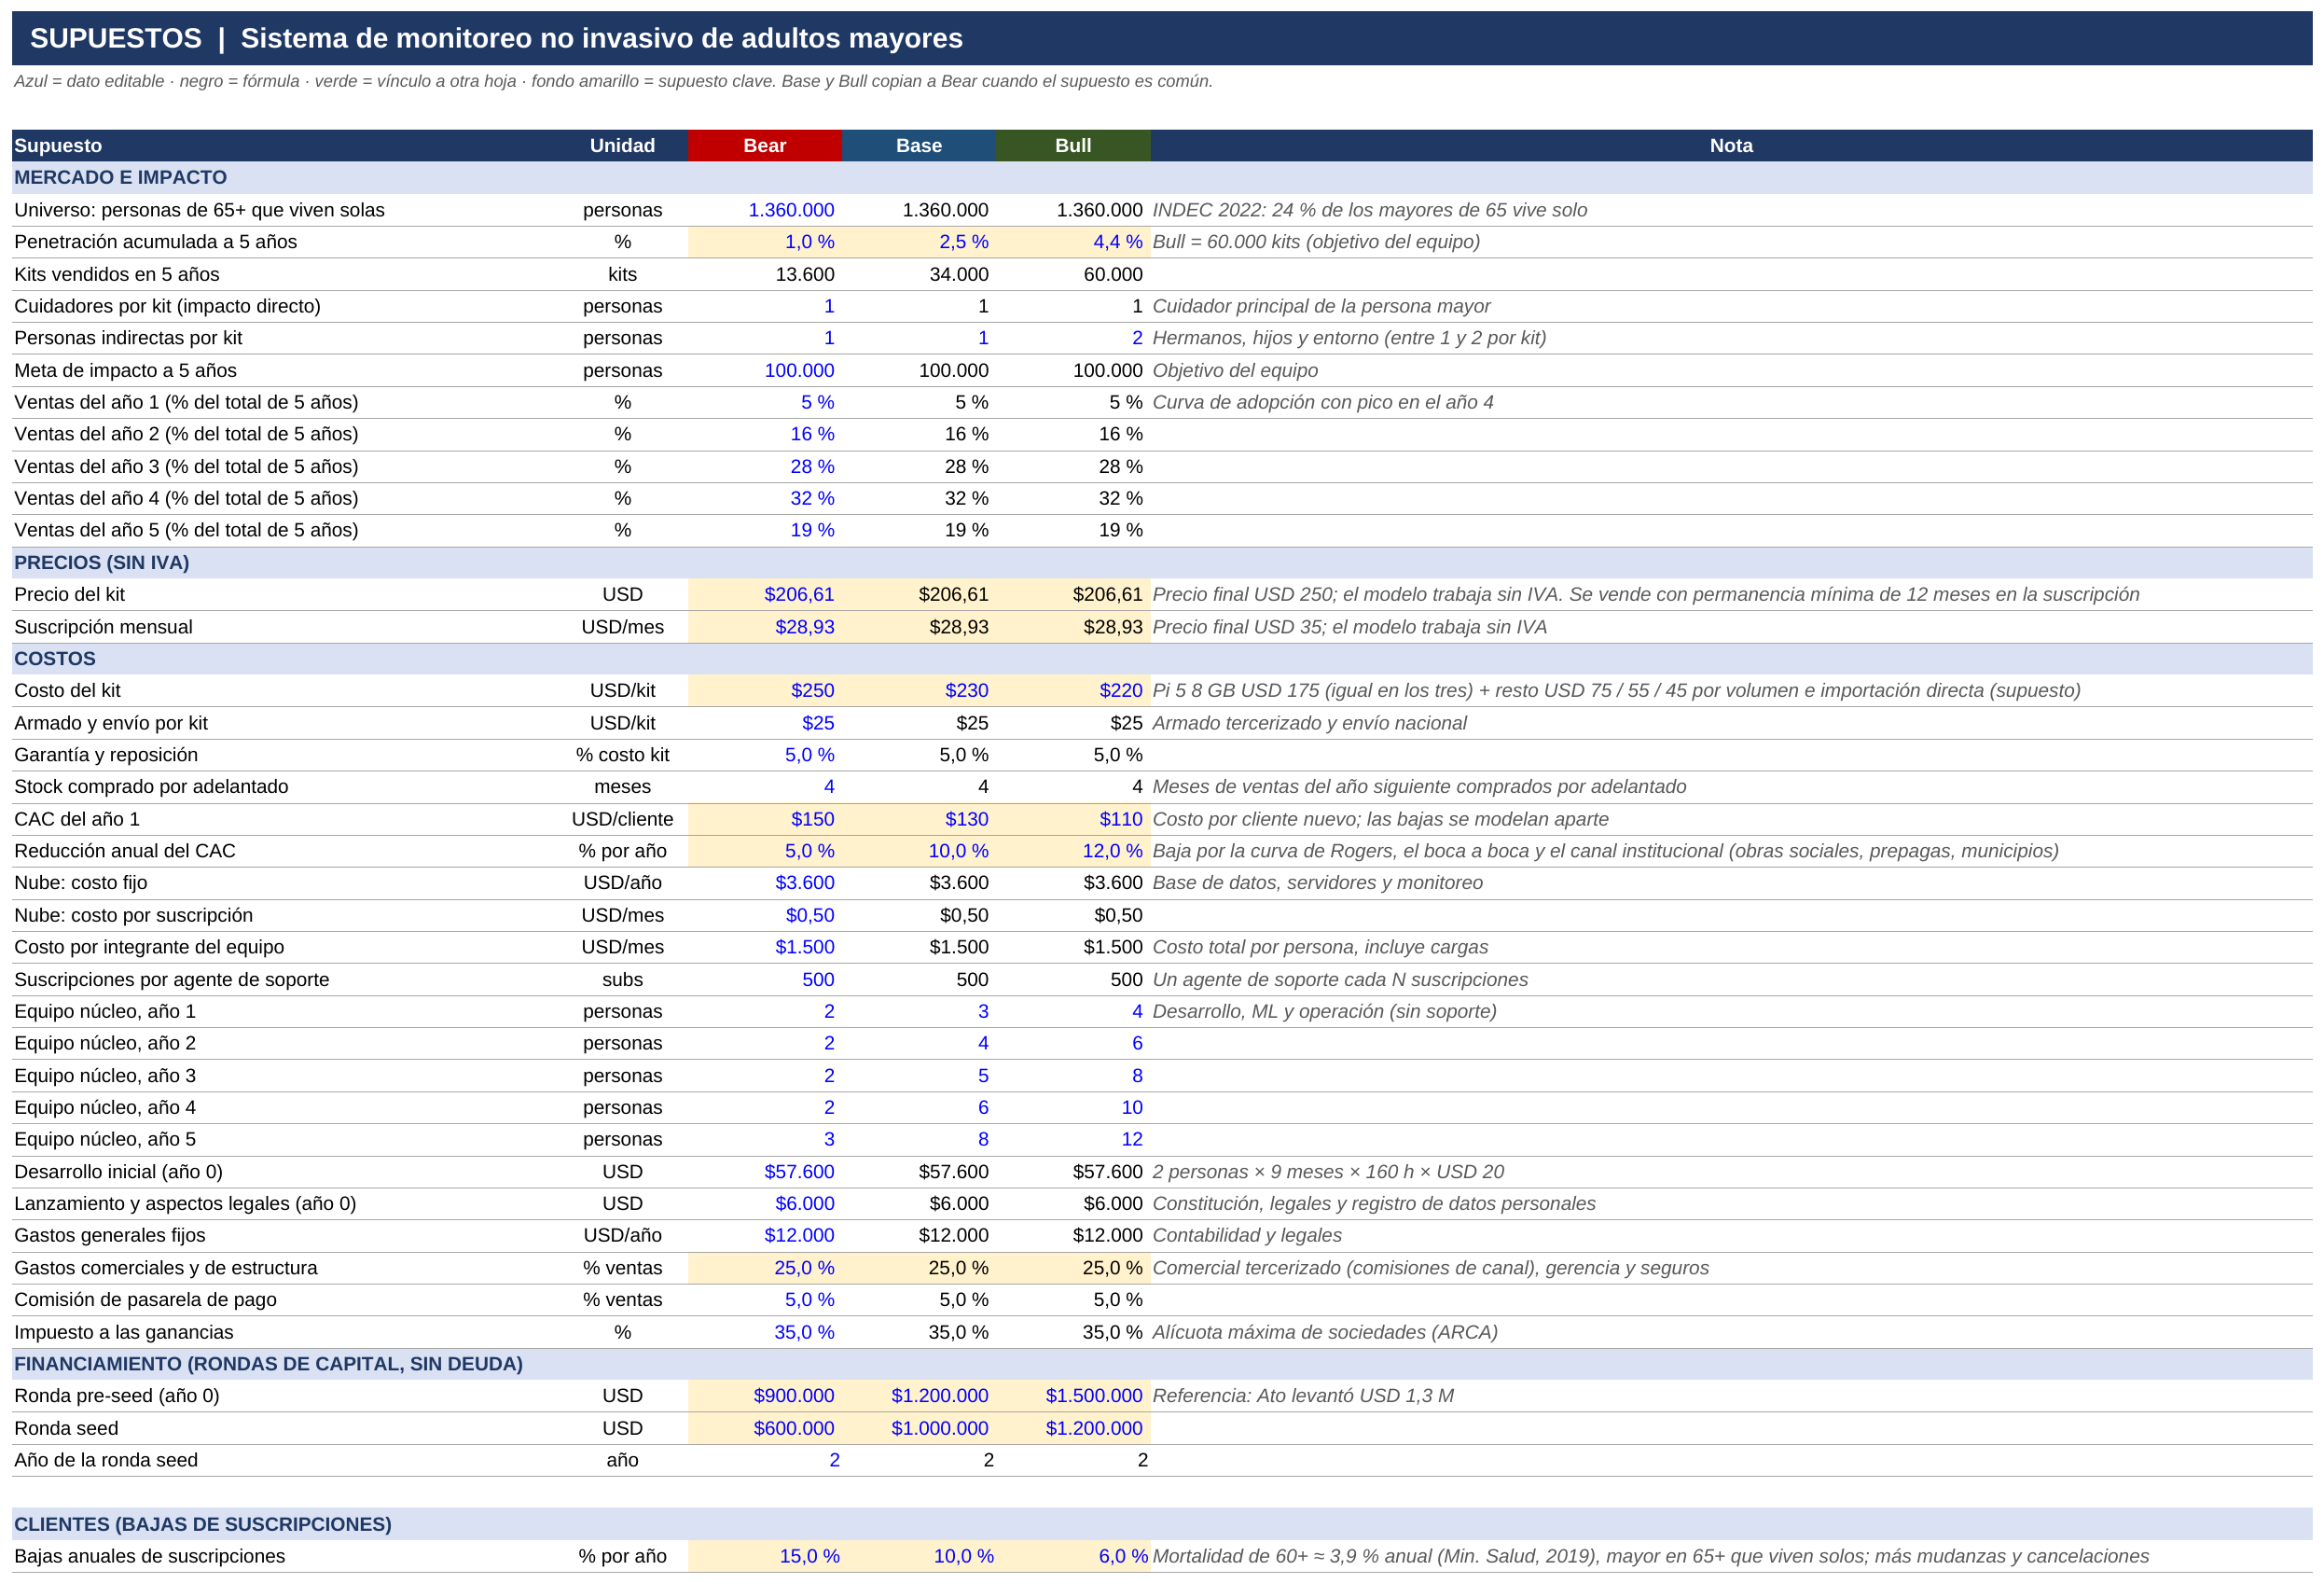 SUPUESTOS | Sistema de monitoreo no invasivo de adultos mayores
Azul = dato editable · negro = fórmula · verde = vínculo a otra hoja · fondo amarillo = supuesto clave. Base y Bull copian a Bear cuando el supuesto es común.
Supuesto Unidad Bear Base Bull Nota
MERCADO E IMPACTO
Universo: personas de 65+ que viven solas personas 1.360.000 1.360.000 1.360.000 INDEC 2022: 24 % de los mayores de 65 vive solo
Penetración acumulada a 5 años % 1,0 % 2,5 % 4,4 % Bull = 60.000 kits (objetivo del equipo)
Kits vendidos en 5 años kits 13.600 34.000 60.000
Cuidadores por kit (impacto directo) personas 1 1 1 Cuidador principal de la persona mayor
Personas indirectas por kit personas 1 1 2 Hermanos, hijos y entorno (entre 1 y 2 por kit)
Meta de impacto a 5 años personas 100.000 100.000 100.000 Objetivo del equipo
Ventas del año 1 (% del total de 5 años) % 5 % 5 % 5 % Curva de adopción con pico en el año 4
Ventas del año 2 (% del total de 5 años) % 16 % 16 % 16 %
Ventas del año 3 (% del total de 5 años) % 28 % 28 % 28 %
Ventas del año 4 (% del total de 5 años) % 32 % 32 % 32 %
Ventas del año 5 (% del total de 5 años) % 19 % 19 % 19 %
PRECIOS (SIN IVA)
Precio del kit USD $206,61 $206,61 $206,61 Precio final USD 250; el modelo trabaja sin IVA. Se vende con permanencia mínima de 12 meses en la suscripción
Suscripción mensual USD/mes $28,93 $28,93 $28,93 Precio final USD 35; el modelo trabaja sin IVA
COSTOS
Costo del kit USD/kit $250 $230 $220 Pi 5 8 GB USD 175 (igual en los tres) + resto USD 75 / 55 / 45 por volumen e importación directa (supuesto)
Armado y envío por kit USD/kit $25 $25 $25 Armado tercerizado y envío nacional
Garantía y reposición % costo kit 5,0 % 5,0 % 5,0 %
Stock comprado por adelantado meses 4 4 4 Meses de ventas del año siguiente comprados por adelantado
CAC del año 1 USD/cliente $150 $130 $110 Costo por cliente nuevo; las bajas se modelan aparte
Reducción anual del CAC % por año 5,0 % 10,0 % 12,0 % Baja por la curva de Rogers, el boca a boca y el canal institucional (obras sociales, prepagas, municipios)
Nube: costo fijo USD/año $3.600 $3.600 $3.600 Base de datos, servidores y monitoreo
Nube: costo por suscripción USD/mes $0,50 $0,50 $0,50
Costo por integrante del equipo USD/mes $1.500 $1.500 $1.500 Costo total por persona, incluye cargas
Suscripciones por agente de soporte subs 500 500 500 Un agente de soporte cada N suscripciones
Equipo núcleo, año 1 personas 2 3 4 Desarrollo, ML y operación (sin soporte)
Equipo núcleo, año 2 personas 2 4 6
Equipo núcleo, año 3 personas 2 5 8
Equipo núcleo, año 4 personas 2 6 10
Equipo núcleo, año 5 personas 3 8 12
Desarrollo inicial (año 0) USD $57.600 $57.600 $57.600 2 personas × 9 meses × 160 h × USD 20
Lanzamiento y aspectos legales (año 0) USD $6.000 $6.000 $6.000 Constitución, legales y registro de datos personales
Gastos generales fijos USD/año $12.000 $12.000 $12.000 Contabilidad y legales
Gastos comerciales y de estructura % ventas 25,0 % 25,0 % 25,0 % Comercial tercerizado (comisiones de canal), gerencia y seguros
Comisión de pasarela de pago % ventas 5,0 % 5,0 % 5,0 %
Impuesto a las ganancias % 35,0 % 35,0 % 35,0 % Alícuota máxima de sociedades (ARCA)
FINANCIAMIENTO (RONDAS DE CAPITAL, SIN DEUDA)
Ronda pre-seed (año 0) USD $900.000 $1.200.000 $1.500.000 Referencia: Ato levantó USD 1,3 M
Ronda seed USD $600.000 $1.000.000 $1.200.000
Año de la ronda seed año 2 2 2
CLIENTES (BAJAS DE SUSCRIPCIONES)
Bajas anuales de suscripciones % por año 15,0 % 10,0 % 6,0 % Mortalidad de 60+ ≈ 3,9 % anual (Min. Salud, 2019), mayor en 65+ que viven solos; más mudanzas y cancelaciones